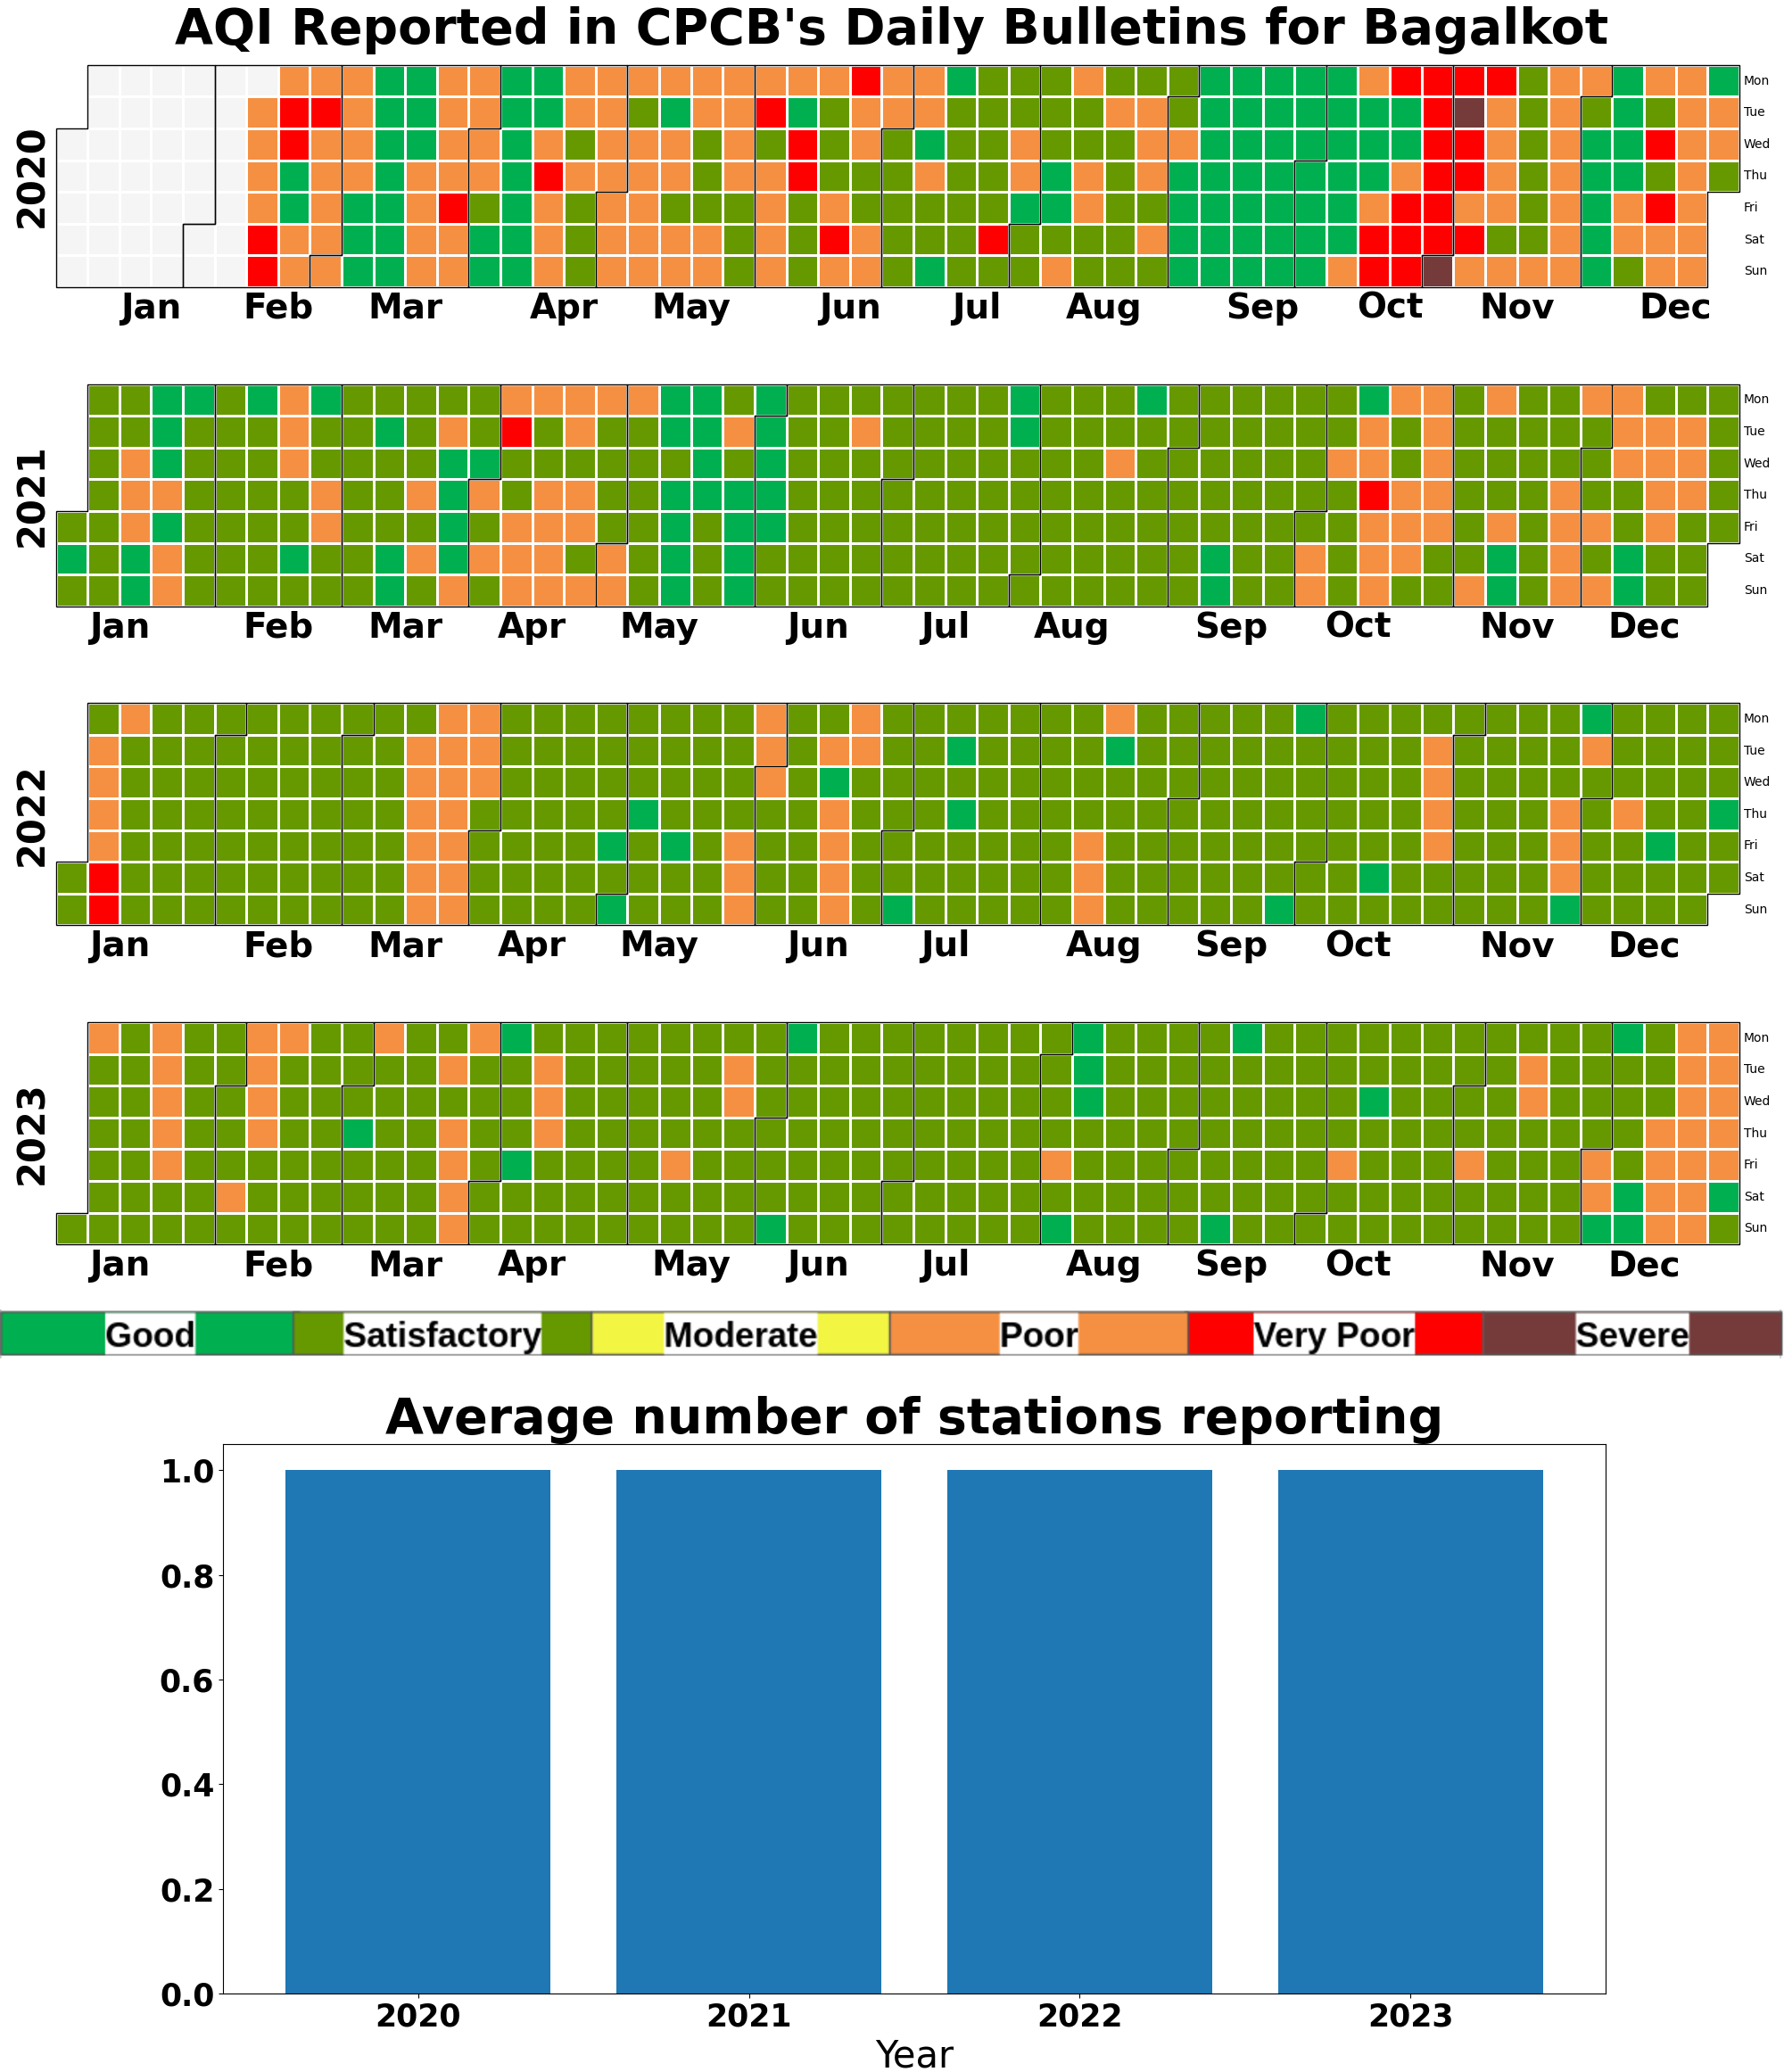 AQI Reported in CPCB's Daily Bulletins for Bagalkot
2020
Mon
Tue
Wed
Thu
Fri
Sat
Sun
Jan Feb Mar Apr May Jun Jul Aug Sep Oct Nov Dec
2021
Mon
Tue
Wed
Thu
Fri
Sat
Sun
Jan Feb Mar Apr May Jun Jul Aug Sep Oct Nov Dec
2022
Mon
Tue
Wed
Thu
Fri
Sat
Sun
Jan Feb Mar Apr May Jun Jul Aug Sep Oct Nov Dec
2023
Mon
Tue
Wed
Thu
Fri
Sat
Sun
Jan Feb Mar Apr May Jun Jul Aug Sep Oct Nov Dec
Good Satisfactory Moderate Poor Very Poor Severe
Average number of stations reporting
1.0
0.8
0.6
0.4
0.2
0.0
2020 2021 2022 2023
Year